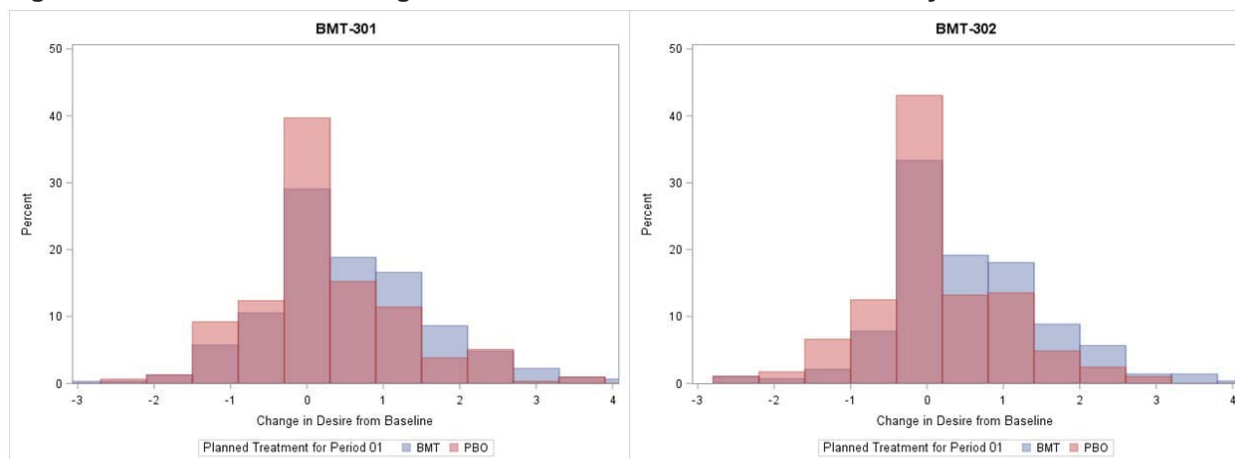 BMT-301
50
40
30
20
10
0
Percent
-3 -2 -1 0 1 2 3 4
Change in Desire from Baseline
Planned Treatment for Period 01 BMT PBO
BMT-302
50
40
30
20
10
0
Percent
-3 -2 -1 0 1 2 3 4
Change in Desire from Baseline
Planned Treatment for Period 01 BMT PBO